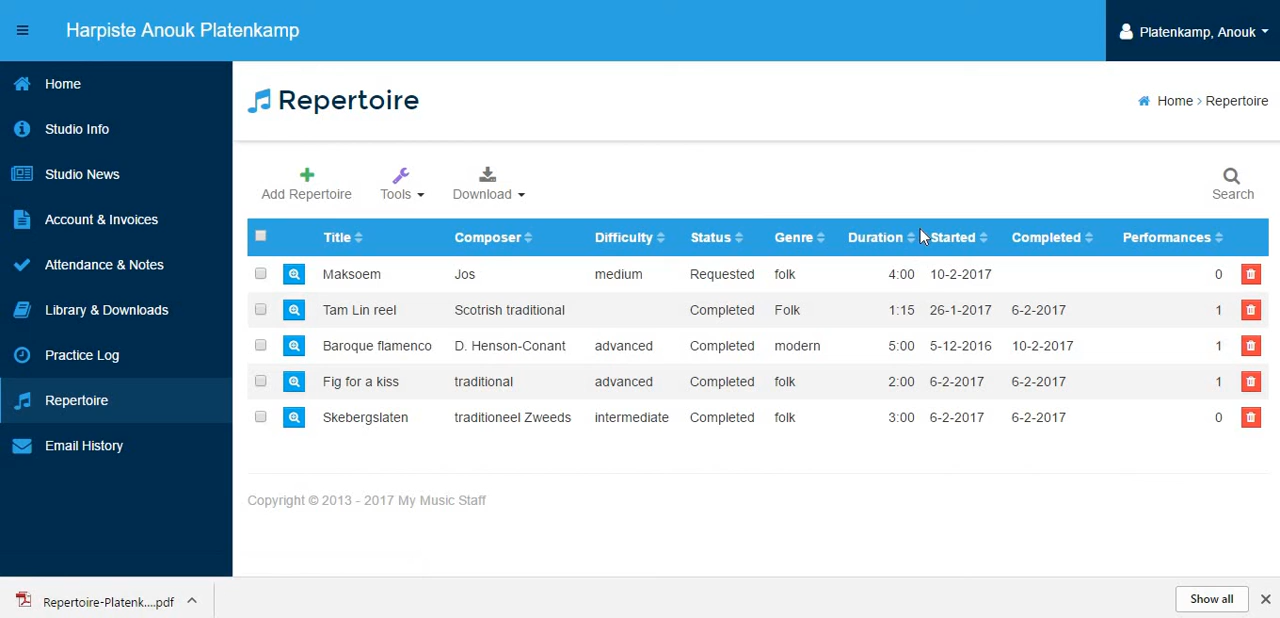 Harpiste Anouk Platenkamp
Platenkamp, Anouk
Home
Studio Info
Studio News
Account & Invoices
Attendance & Notes
Library & Downloads
Practice Log
Repertoire
Email History
Repertoire
Home > Repertoire
Add Repertoire Tools Download Search
Title Composer Difficulty Status Genre Duration Started Completed Performances
Maksoem Jos medium Requested folk 4:00 10-2-2017 0
Tam Lin reel Scotrish traditional Completed Folk 1:15 26-1-2017 6-2-2017 1
Baroque flamenco D. Henson-Conant advanced Completed modern 5:00 5-12-2016 10-2-2017 1
Fig for a kiss traditional advanced Completed folk 2:00 6-2-2017 6-2-2017 1
Skebergslaten traditioneel Zweeds intermediate Completed folk 3:00 6-2-2017 6-2-2017 0
Copyright © 2013 - 2017 My Music Staff
Repertoire-Platenk....pdf Show all